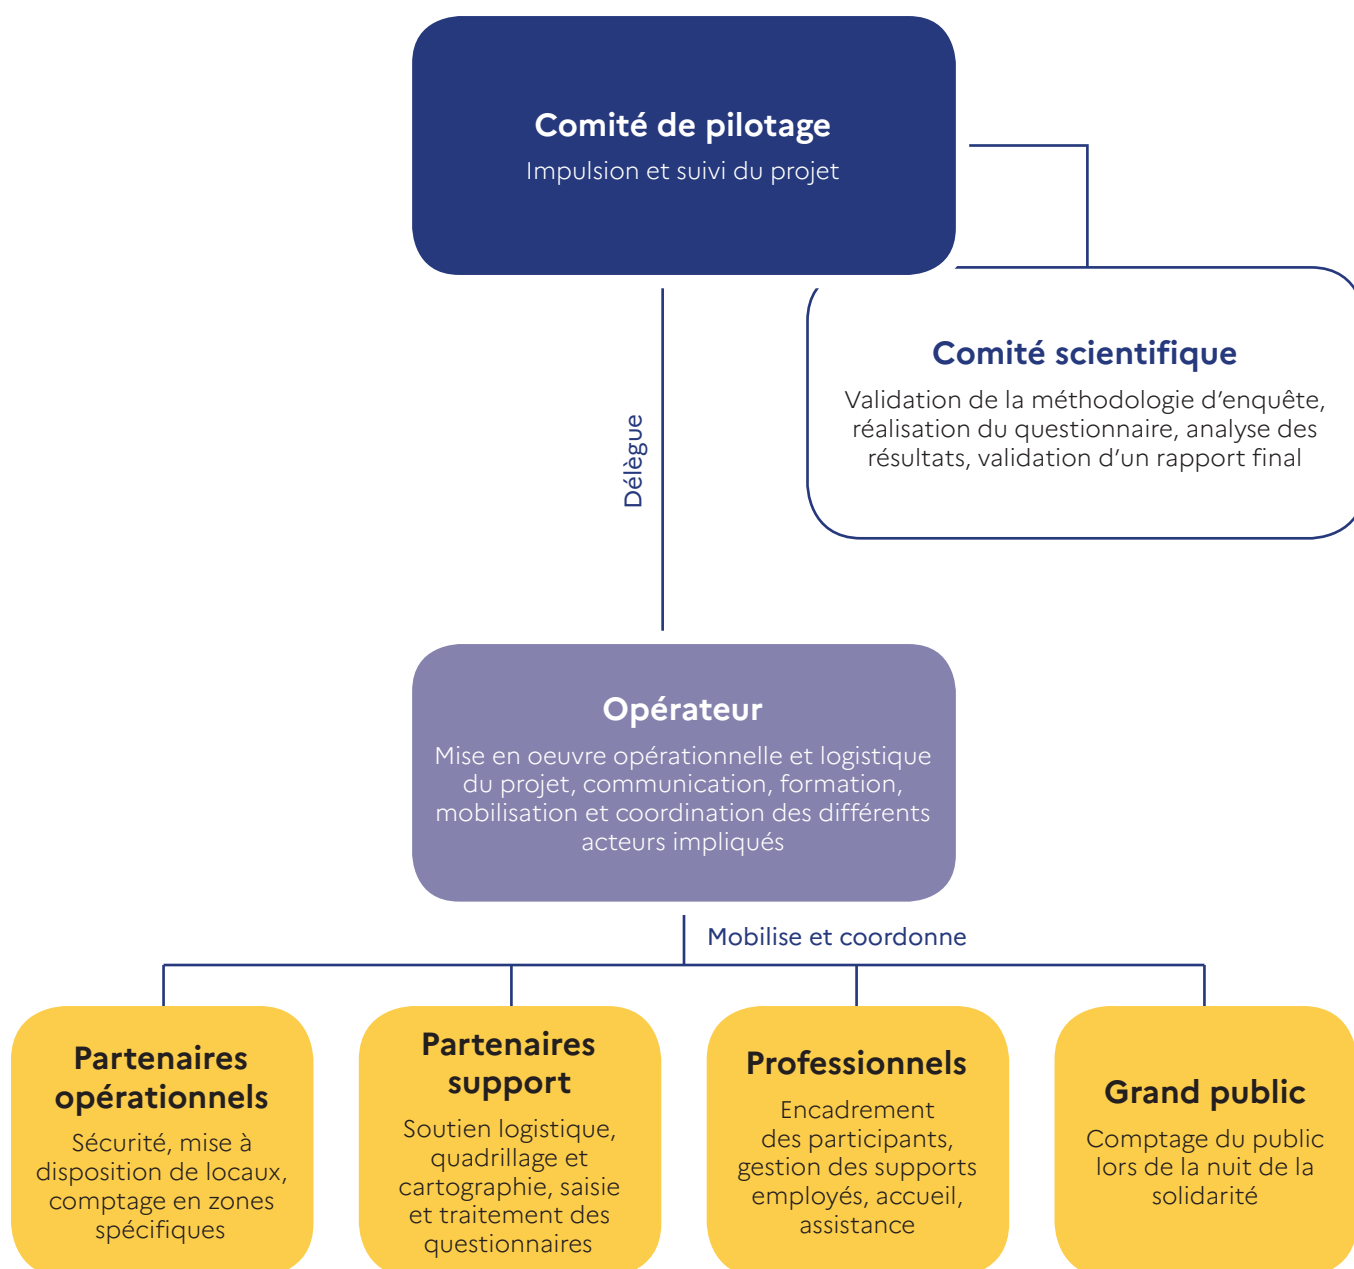 Comité de pilotage
Impulsion et suivi du projet
Comité scientifique
Validation de la méthodologie d'enquête,
réalisation du questionnaire, analyse des
résultats, validation d'un rapport final
Délègue
Opérateur
Mise en oeuvre opérationnelle et logistique
du projet, communication, formation,
mobilisation et coordination des différents
acteurs impliqués
Mobilise et coordonne
Partenaires
opérationnels
Sécurité, mise à
disposition de locaux,
comptage en zones
spécifiques
Partenaires
support
Soutien logistique,
quadrillage et
cartographie, saisie
et traitement des
questionnaires
Professionnels
Encadrement
des participants,
gestion des supports
employés, accueil,
assistance
Grand public
Comptage du public
lors de la nuit de la
solidarité